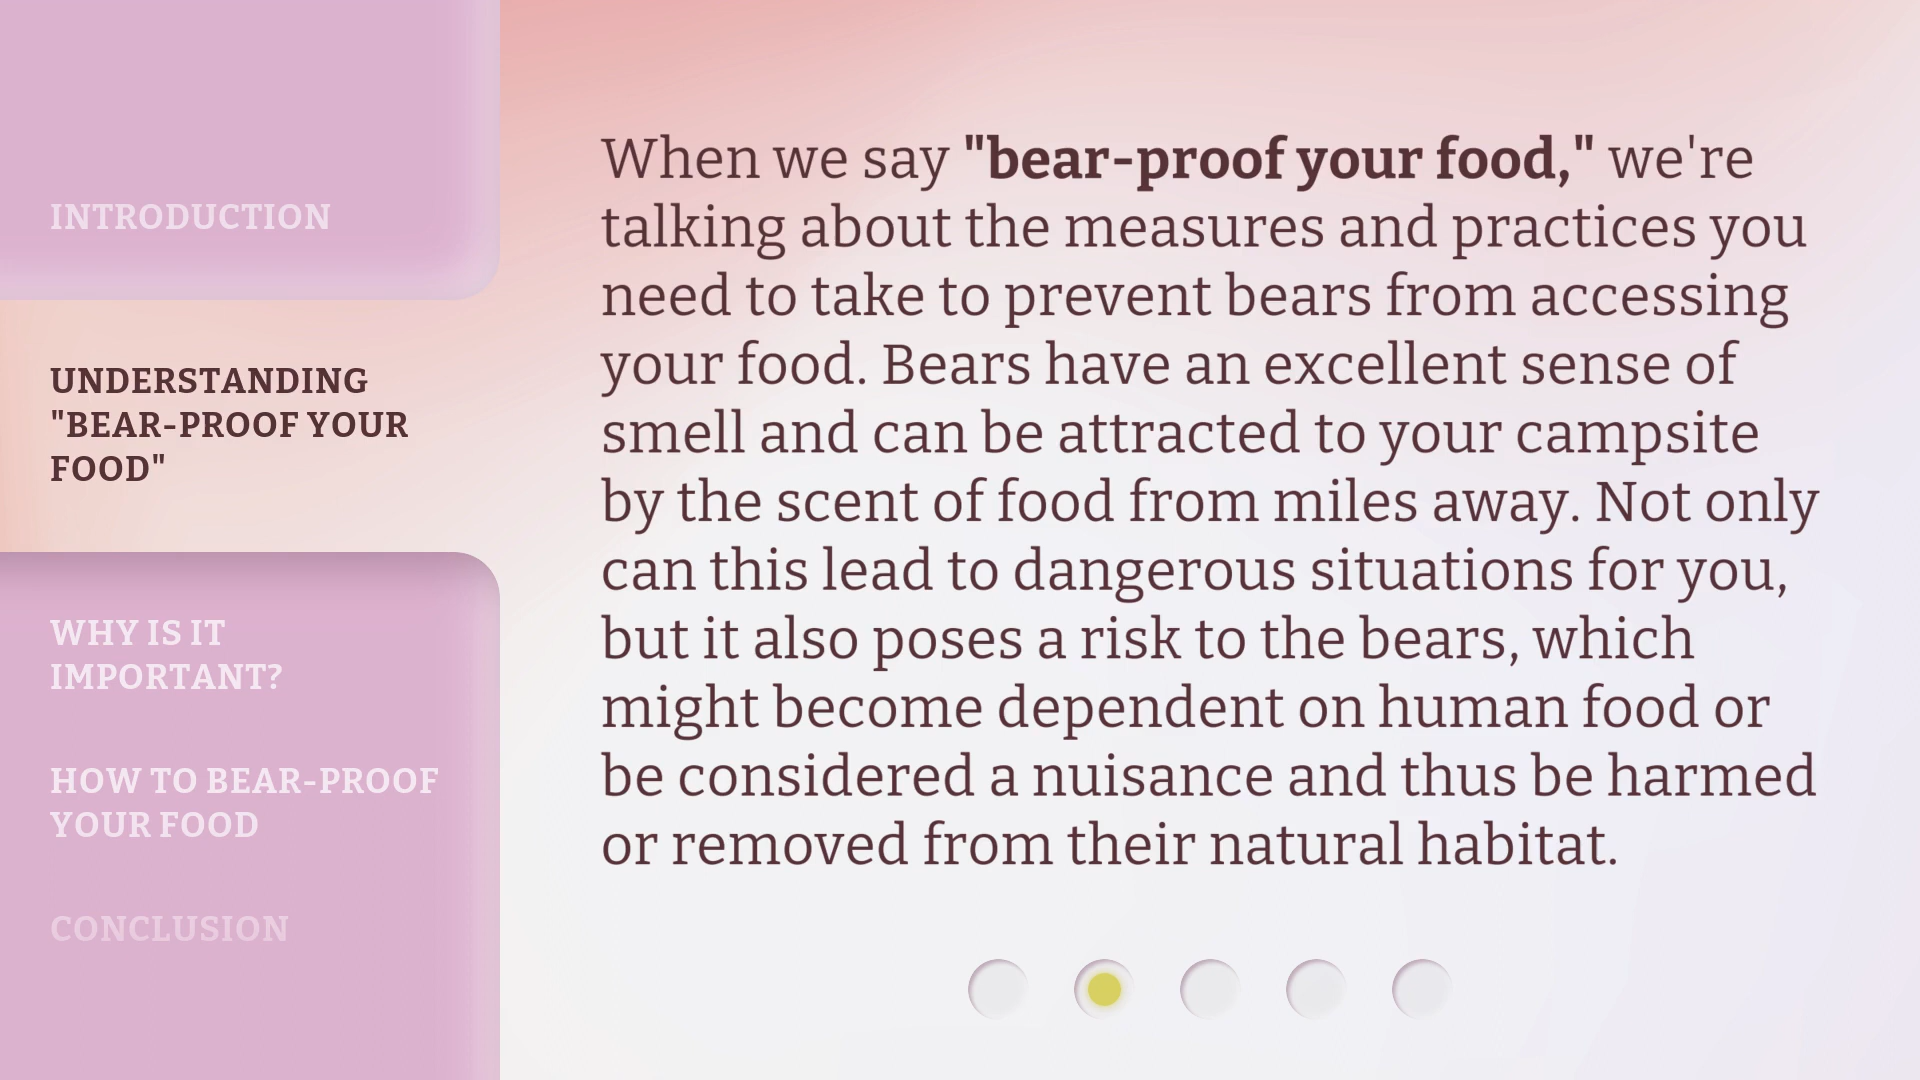 INTRODUCTION
UNDERSTANDING
"BEAR-PROOF YOUR
FOOD"
WHY IS IT
IMPORTANT?
HOW TO BEAR-PROOF
YOUR FOOD
CONCLUSION
When we say "bear-proof your food," we're
talking about the measures and practices you
need to take to prevent bears from accessing
your food. Bears have an excellent sense of
smell and can be attracted to your campsite
by the scent of food from miles away. Not only
can this lead to dangerous situations for you,
but it also poses a risk to the bears, which
might become dependent on human food or
be considered a nuisance and thus be harmed
or removed from their natural habitat.